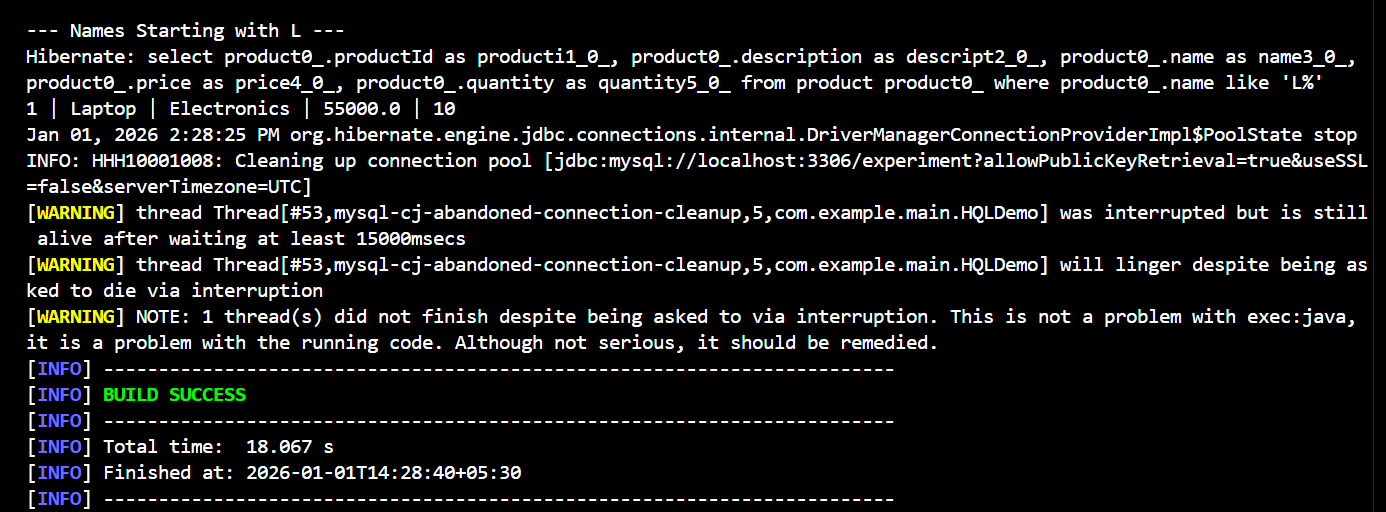 --- Names Starting with L ---
Hibernate: select product0_.productId as producti1_0_, product0_.description as descript2_0_, product0_.name as name3_0_,
product0_.price as price4_0_, product0_.quantity as quantity5_0_ from product product0_ where product0_.name like 'L%'
1 | Laptop | Electronics | 55000.0 | 10
Jan 01, 2026 2:28:25 PM org.hibernate.engine.jdbc.connections.internal.DriverManagerConnectionProviderImpl$PoolState stop
INFO: HHH10001008: Cleaning up connection pool [jdbc:mysql://localhost:3306/experiment?allowPublicKeyRetrieval=true&useSSL
=false&serverTimezone=UTC]
[WARNING] thread Thread[#53,mysql-cj-abandoned-connection-cleanup,5,com.example.main.HQLDemo] was interrupted but is still
 alive after waiting at least 15000msecs
[WARNING] thread Thread[#53,mysql-cj-abandoned-connection-cleanup,5,com.example.main.HQLDemo] will linger despite being as
ked to die via interruption
[WARNING] NOTE: 1 thread(s) did not finish despite being asked to via interruption. This is not a problem with exec:java,
it is a problem with the running code. Although not serious, it should be remedied.
[INFO] ------------------------------------------------------------------------
[INFO] BUILD SUCCESS
[INFO] ------------------------------------------------------------------------
[INFO] Total time:  18.067 s
[INFO] Finished at: 2026-01-01T14:28:40+05:30
[INFO] ------------------------------------------------------------------------